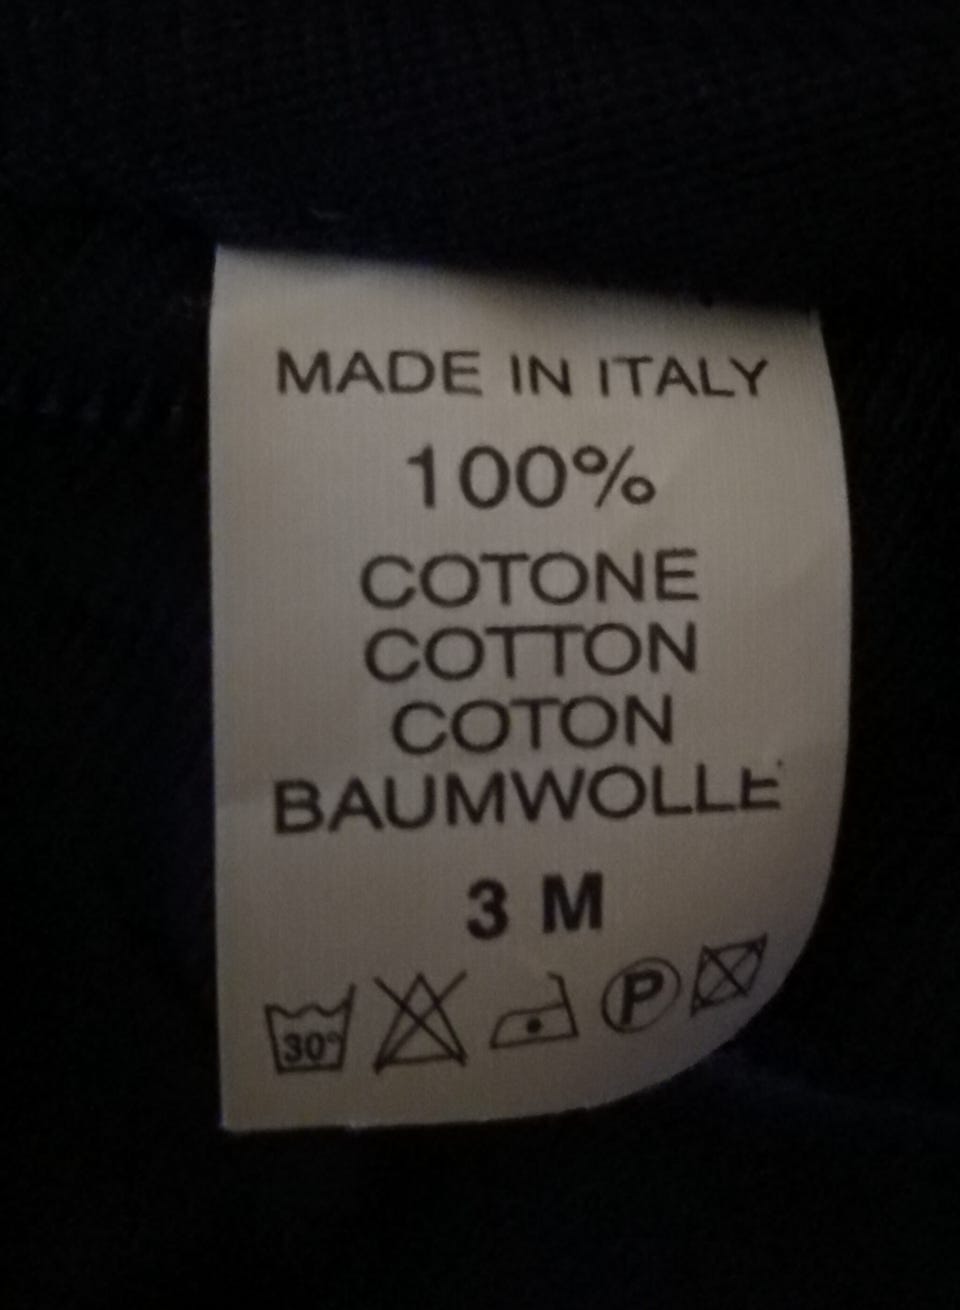 MADE IN ITALY
100%
COTONE
COTTON
COTON
BAUMWOLLE
3 M
30° P